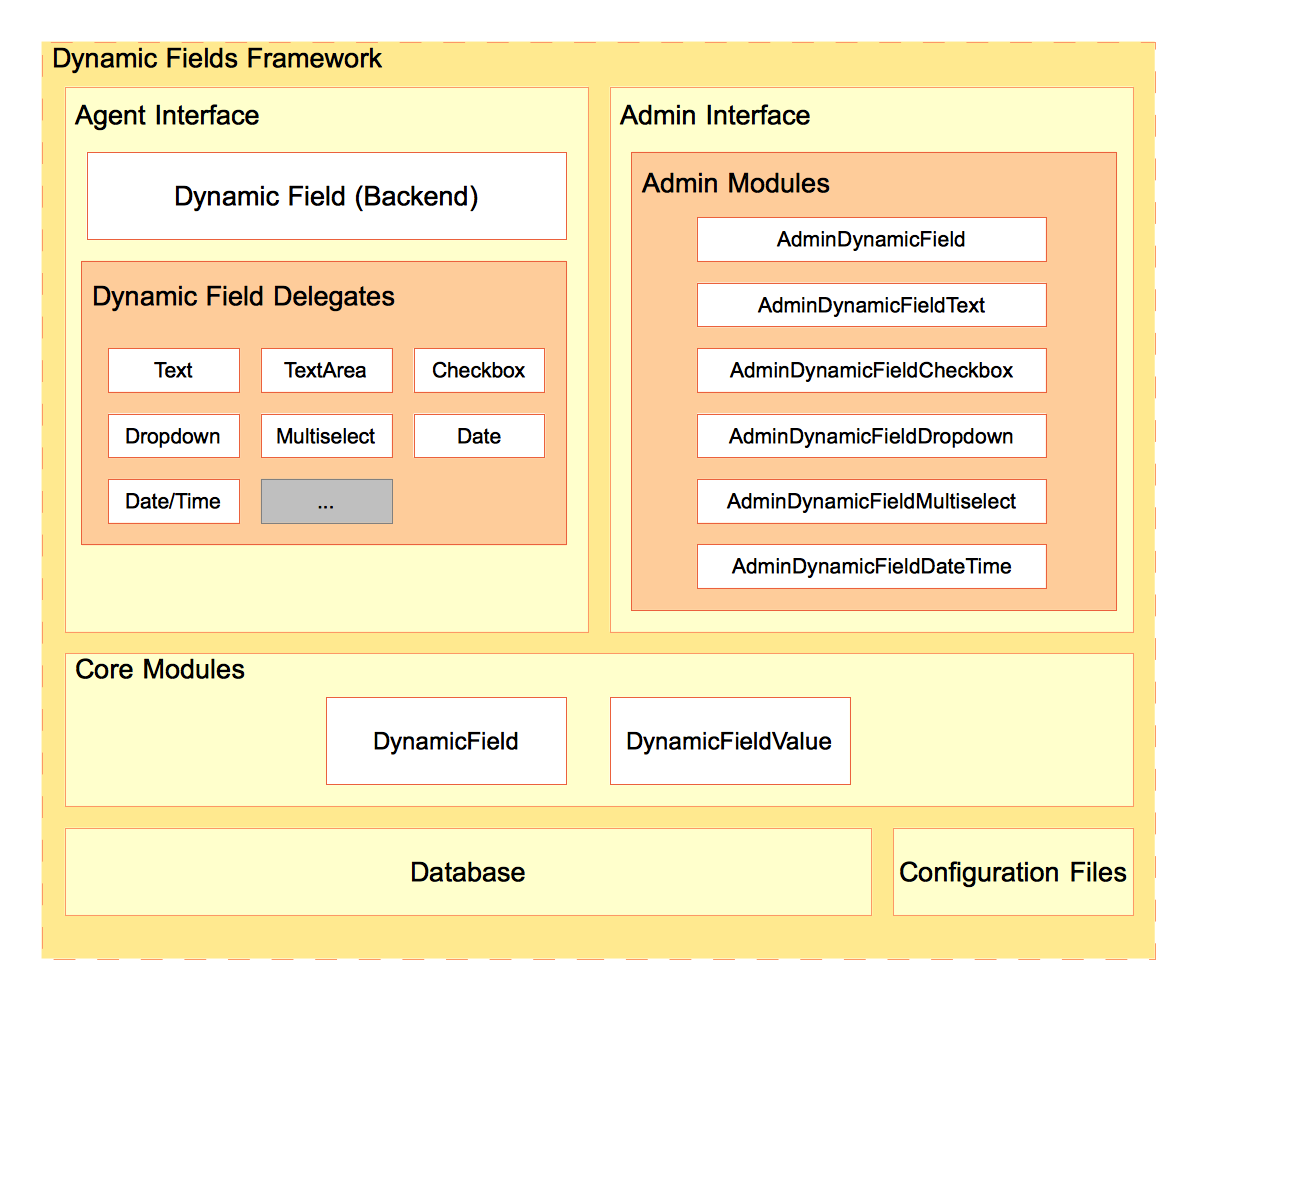 Dynamic Fields Framework
Agent Interface
Dynamic Field (Backend)
Dynamic Field Delegates
Text
TextArea
Checkbox
Dropdown
Multiselect
Date
Date/Time
...
Admin Interface
Admin Modules
AdminDynamicField
AdminDynamicFieldText
AdminDynamicFieldCheckbox
AdminDynamicFieldDropdown
AdminDynamicFieldMultiselect
AdminDynamicFieldDateTime
Core Modules
DynamicField
DynamicFieldValue
Database
Configuration Files